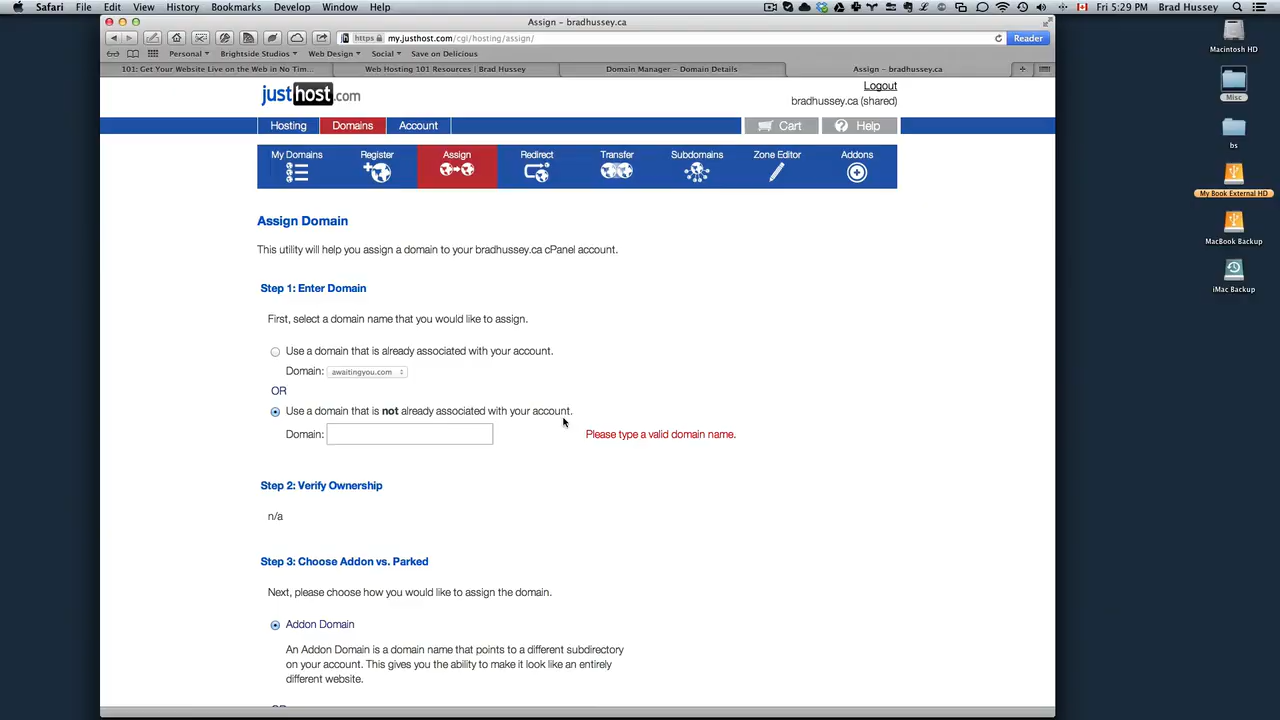 Safari File Edit View History Bookmarks Develop Window Help
Fri 5:29 PM Brad Hussey
Assign – bradhussey.ca
https my.justhost.com/cgi/hosting/assign/
Reader
Personal Brightside Studios Web Design Social Save on Delicious
101: Get Your Website Live on the Web in No Tim... Web Hosting 101 Resources | Brad Hussey Domain Manager – Domain Details Assign – bradhussey.ca
justhost.com
Logout
bradhussey.ca (shared)
Hosting Domains Account Cart Help
My Domains Register Assign Redirect Transfer Subdomains Zone Editor Addons
Assign Domain
This utility will help you assign a domain to your bradhussey.ca cPanel account.
Step 1: Enter Domain
First, select a domain name that you would like to assign.
Use a domain that is already associated with your account.
Domain: awaitingyou.com
OR
Use a domain that is not already associated with your account.
Domain: Please type a valid domain name.
Step 2: Verify Ownership
n/a
Step 3: Choose Addon vs. Parked
Next, please choose how you would like to assign the domain.
Addon Domain
An Addon Domain is a domain name that points to a different subdirectory
on your account. This gives you the ability to make it look like an entirely
different website.
Macintosh HD
Misc
bs
My Book External HD
MacBook Backup
iMac Backup